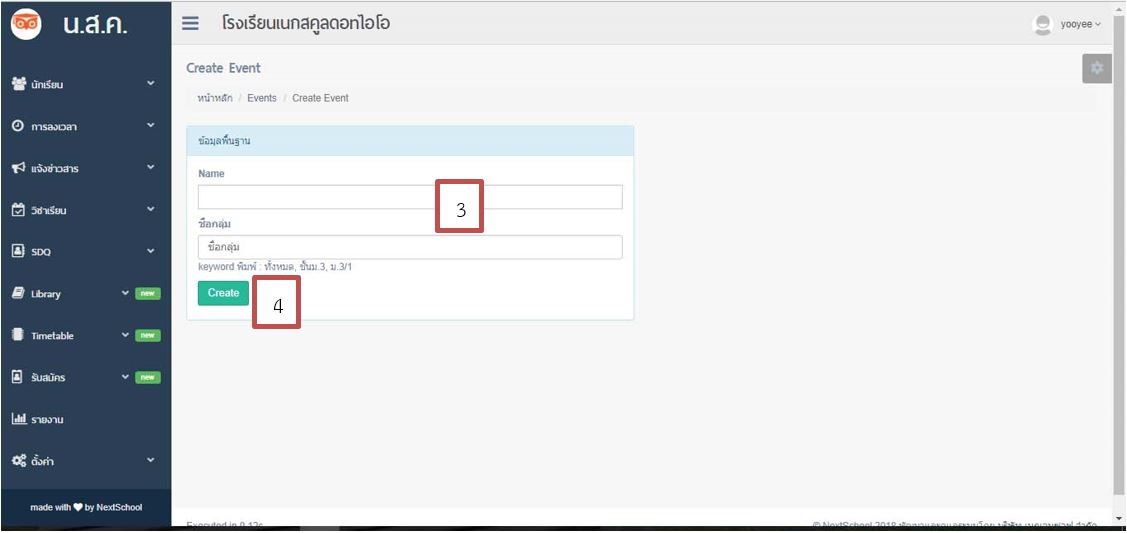 น.ส.ค.
โรงเรียนเนกสคูลดอทไอโอ
yooyee
นักเรียน
การลงเวลา
แจ้งข่าวสาร
วิชาเรียน
SDQ
Library new
Timetable new
รับสมัคร new
รายงาน
ตั้งค่า
made with by NextSchool
Create Event
หน้าหลัก / Events / Create Event
ข้อมูลพื้นฐาน
Name
3
ชื่อกลุ่ม
ชื่อกลุ่ม
keyword พิมพ์ : ทั้งหมด, ชั้นม.3, ม.3/1
Create
4
Executed in 0.12s
© NextSchool 2018